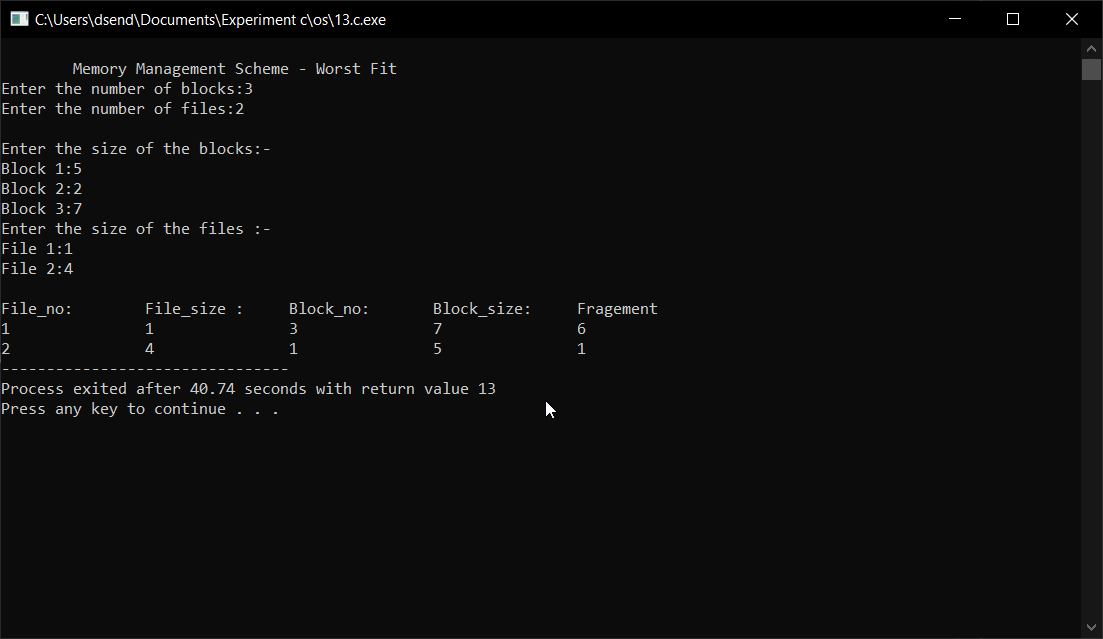 C:\Users\dsend\Documents\Experiment c\os\13.c.exe
Memory Management Scheme - Worst Fit
Enter the number of blocks:3
Enter the number of files:2
Enter the size of the blocks:-
Block 1:5
Block 2:2
Block 3:7
Enter the size of the files :-
File 1:1
File 2:4
File_no: File_size : Block_no: Block_size: Fragement
1 1 3 7 6
2 4 1 5 1
--------------------------------
Process exited after 40.74 seconds with return value 13
Press any key to continue . . .